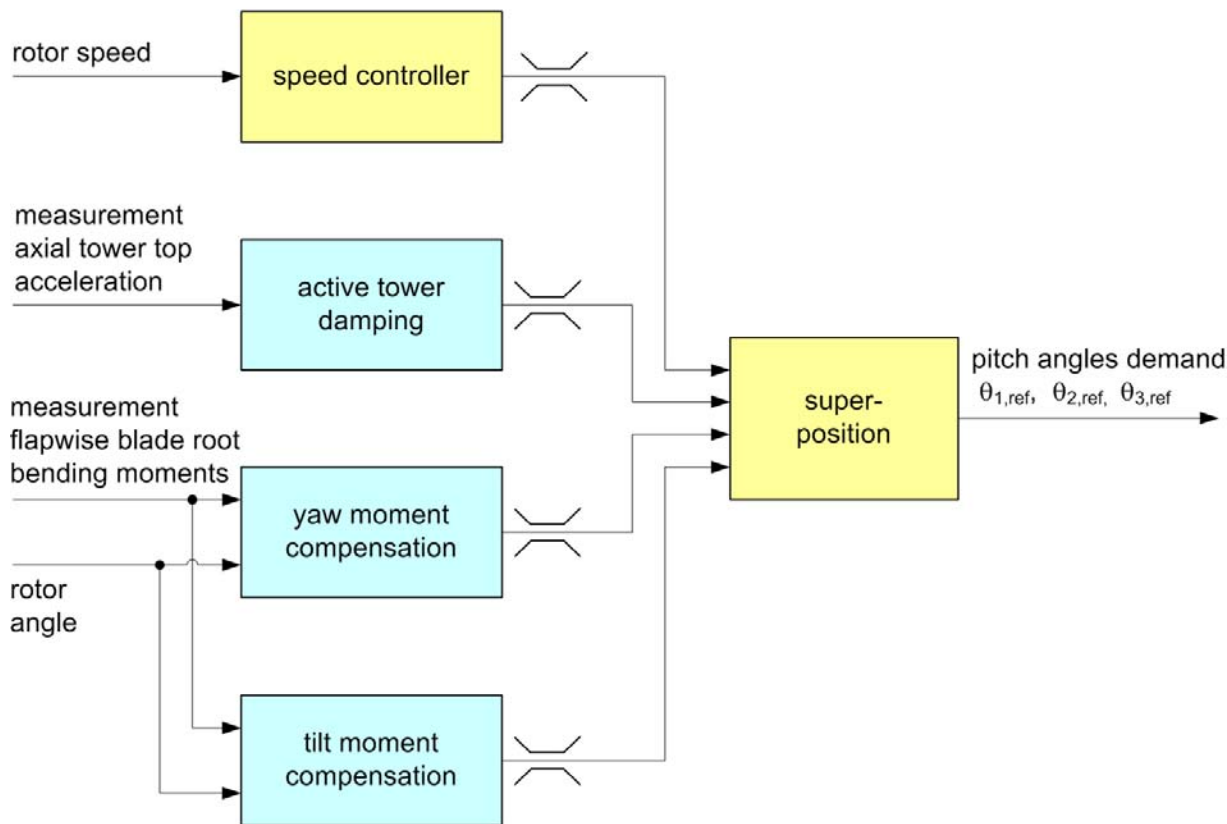 rotor speed
speed controller
measurement
axial tower top
acceleration
active tower
damping
measurement
flapwise blade root
bending moments
yaw moment
compensation
rotor
angle
tilt moment
compensation
super-
position
pitch angles demand
θ1,ref, θ2,ref, θ3,ref